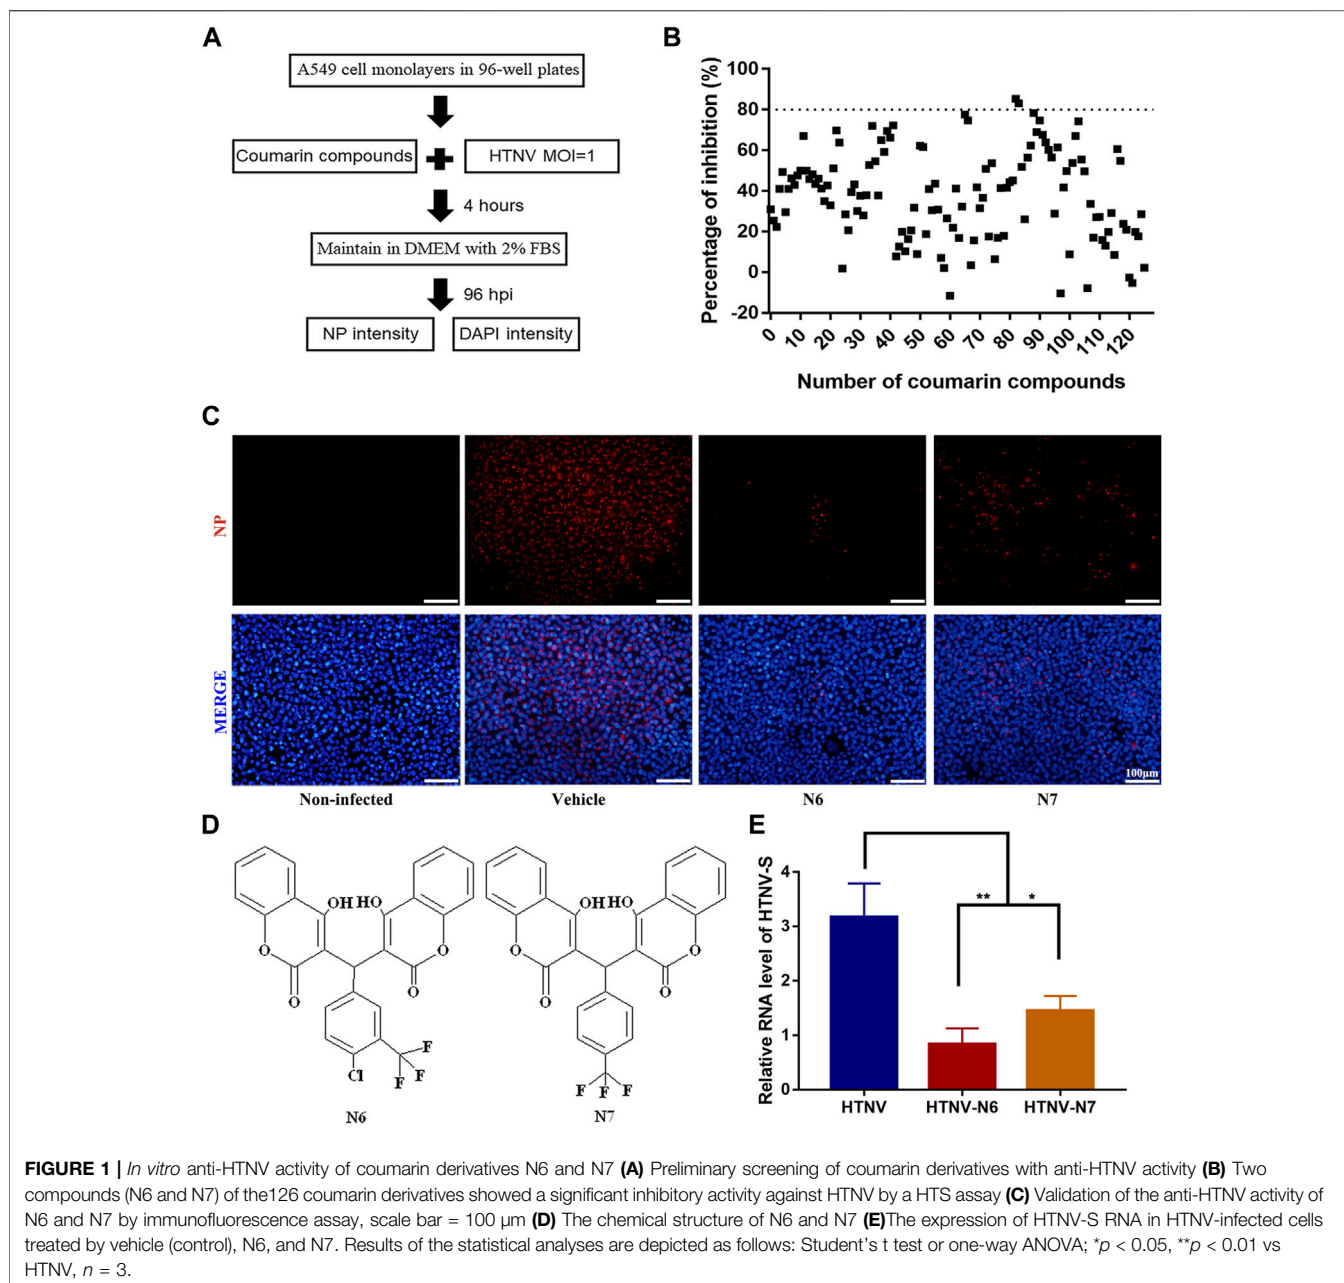 A
A549 cell monolayers in 96-well plates
Coumarin compounds
HTNV MOI=1
4 hours
Maintain in DMEM with 2% FBS
96 hpi
NP intensity
DAPI intensity
B
Percentage of inhibition (%)
100
80
60
40
20
0
-20
0 10 20 30 40 50 60 70 80 90 100 110 120
Number of coumarin compounds
C
NP
MERGE
100μm
Non-infected Vehicle N6 N7
D
OH HO
O O
O O
Cl F F F
N6
OH HO
O O
O O
F F F
N7
E
Relative RNA level of HTNV-S
4
3
2
1
0
** *
HTNV HTNV-N6 HTNV-N7
FIGURE 1 | In vitro anti-HTNV activity of coumarin derivatives N6 and N7 (A) Preliminary screening of coumarin derivatives with anti-HTNV activity (B) Two
compounds (N6 and N7) of the126 coumarin derivatives showed a significant inhibitory activity against HTNV by a HTS assay (C) Validation of the anti-HTNV activity of
N6 and N7 by immunofluorescence assay, scale bar = 100 μm (D) The chemical structure of N6 and N7 (E)The expression of HTNV-S RNA in HTNV-infected cells
treated by vehicle (control), N6, and N7. Results of the statistical analyses are depicted as follows: Student's t test or one-way ANOVA; *p < 0.05, **p < 0.01 vs
HTNV, n = 3.